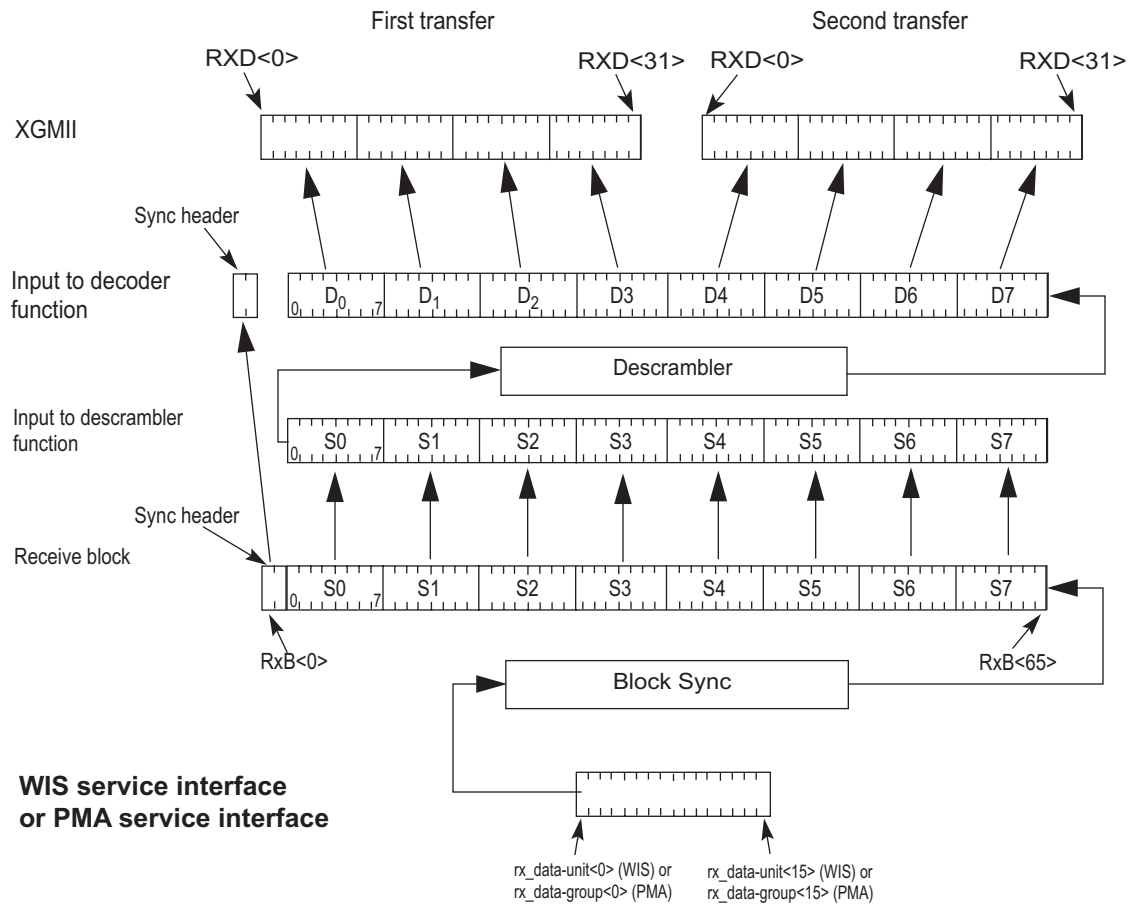 First transfer
Second transfer
RXD<0>
RXD<31>
RXD<0>
RXD<31>
XGMII
Sync header
Input to decoder
function
D0 D1 D2 D3 D4 D5 D6 D7
0 7
Descrambler
Input to descrambler
function
S0 S1 S2 S3 S4 S5 S6 S7
0 7
Sync header
Receive block
S0 S1 S2 S3 S4 S5 S6 S7
0 7
RxB<0>
RxB<65>
Block Sync
WIS service interface
or PMA service interface
rx_data-unit<0> (WIS) or
rx_data-group<0> (PMA)
rx_data-unit<15> (WIS) or
rx_data-group<15> (PMA)